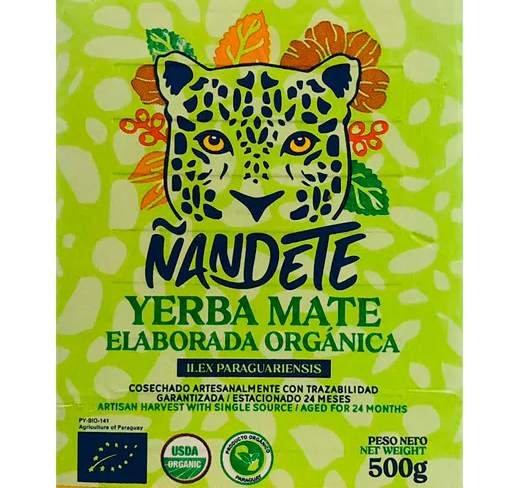 ÑANDETE
YERBA MATE
ELABORADA ORGÁNICA
ILEX PARAGUARIENSIS
COSECHADO ARTESANALMENTE CON TRAZABILIDAD
GARANTIZADA / ESTACIONADO 24 MESES
ARTISAN HARVEST WITH SINGLE SOURCE / AGED FOR 24 MONTHS
PY-BIO-141
Agriculture of Paraguay
USDA
ORGANIC
PRODUCTO ORGÁNICO
PARAGUAY
PESO NETO
NET WEIGHT
500g